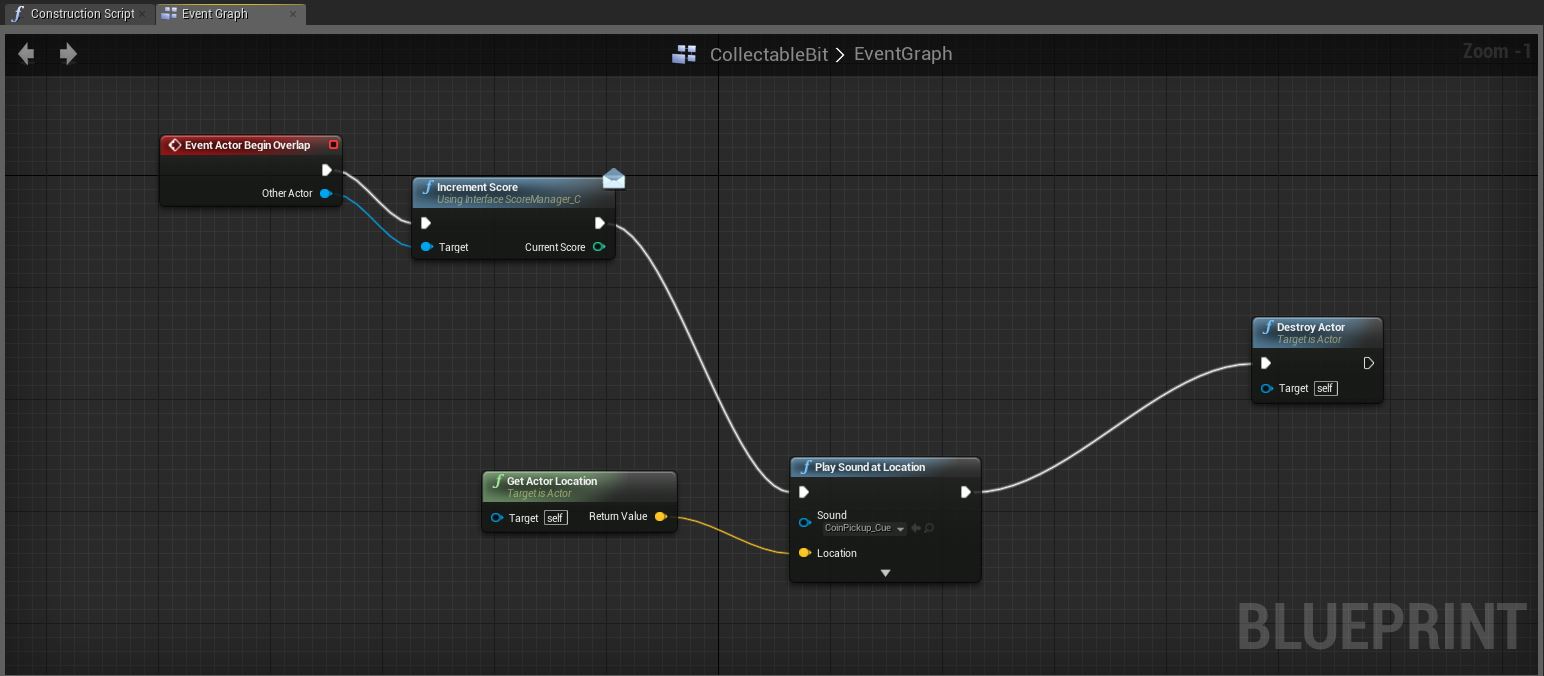 Construction Script
Event Graph
CollectableBit > EventGraph
Zoom -1
Event Actor Begin Overlap
Other Actor
Increment Score
Using Interface ScoreManager_C
Target
Current Score
Destroy Actor
Target is Actor
Target self
Get Actor Location
Target is Actor
Target self
Return Value
Play Sound at Location
Sound
CoinPickup_Cue
Location
BLUEPRINT